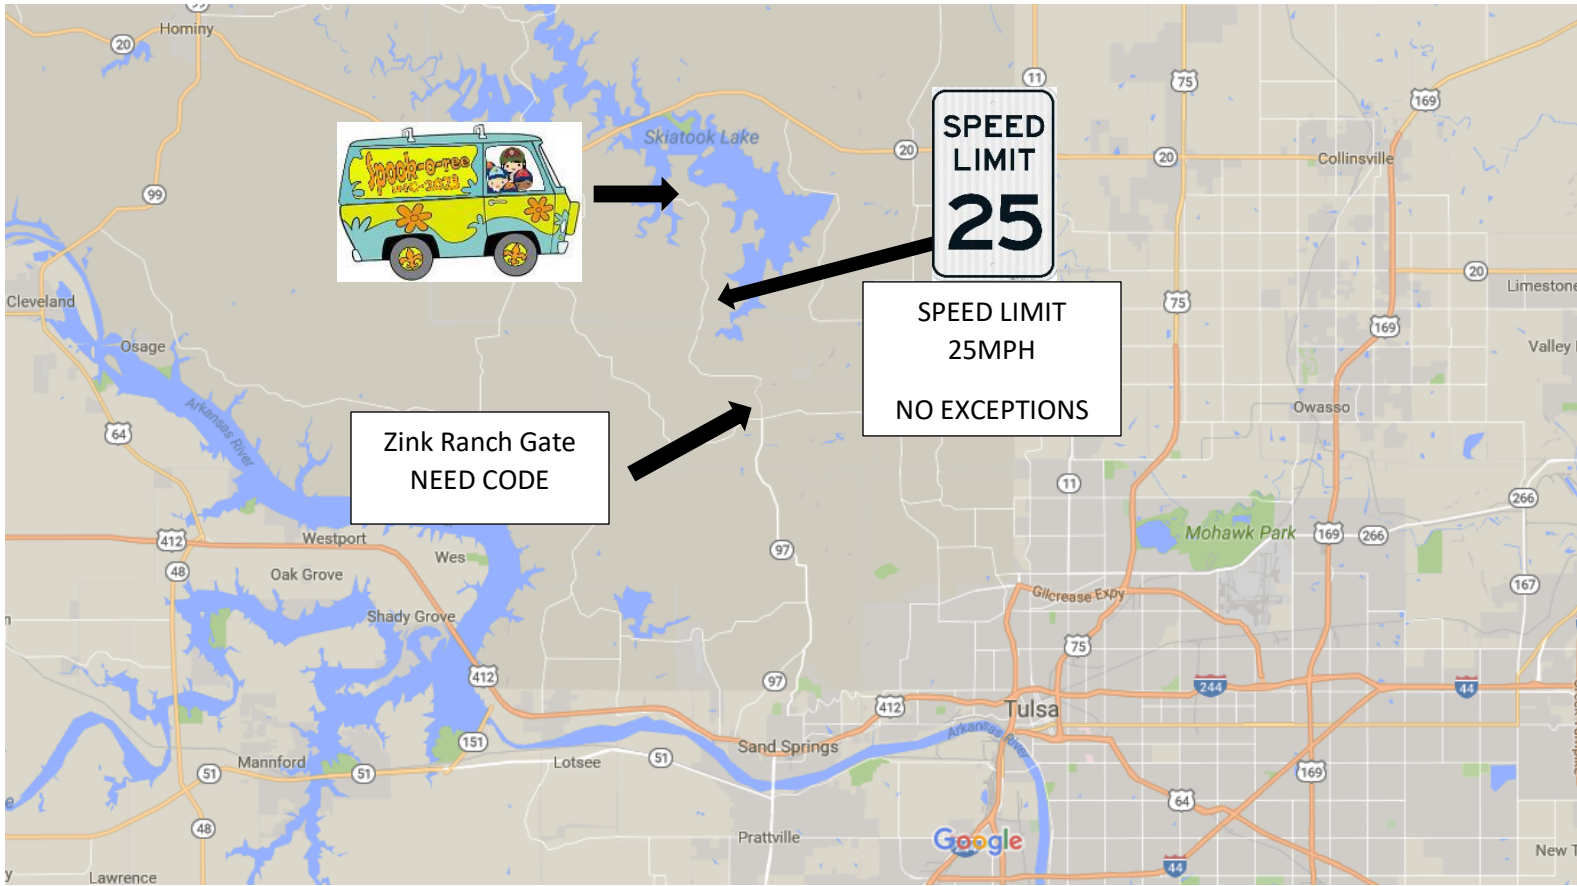 99
Hominy
20
11
75
169
Skiatook Lake
SPEED
LIMIT
25
Spook-o-ree
20
20
Collinsville
99
20
Cleveland
Limestone
75
SPEED LIMIT
25MPH
NO EXCEPTIONS
169
Osage
Valley
Arkansas River
64
Owasso
Zink Ranch Gate
NEED CODE
11
266
412
Westport
Mohawk Park
169
266
97
Wes
48
Oak Grove
167
Gilcrease Expy
Shady Grove
75
412
97
244
44
412
Tulsa
Arkansas River
151
Sand Springs
51
Mannford
51
Lotsee
51
169
64
48
Prattville
Google
44
New T
Lawrence